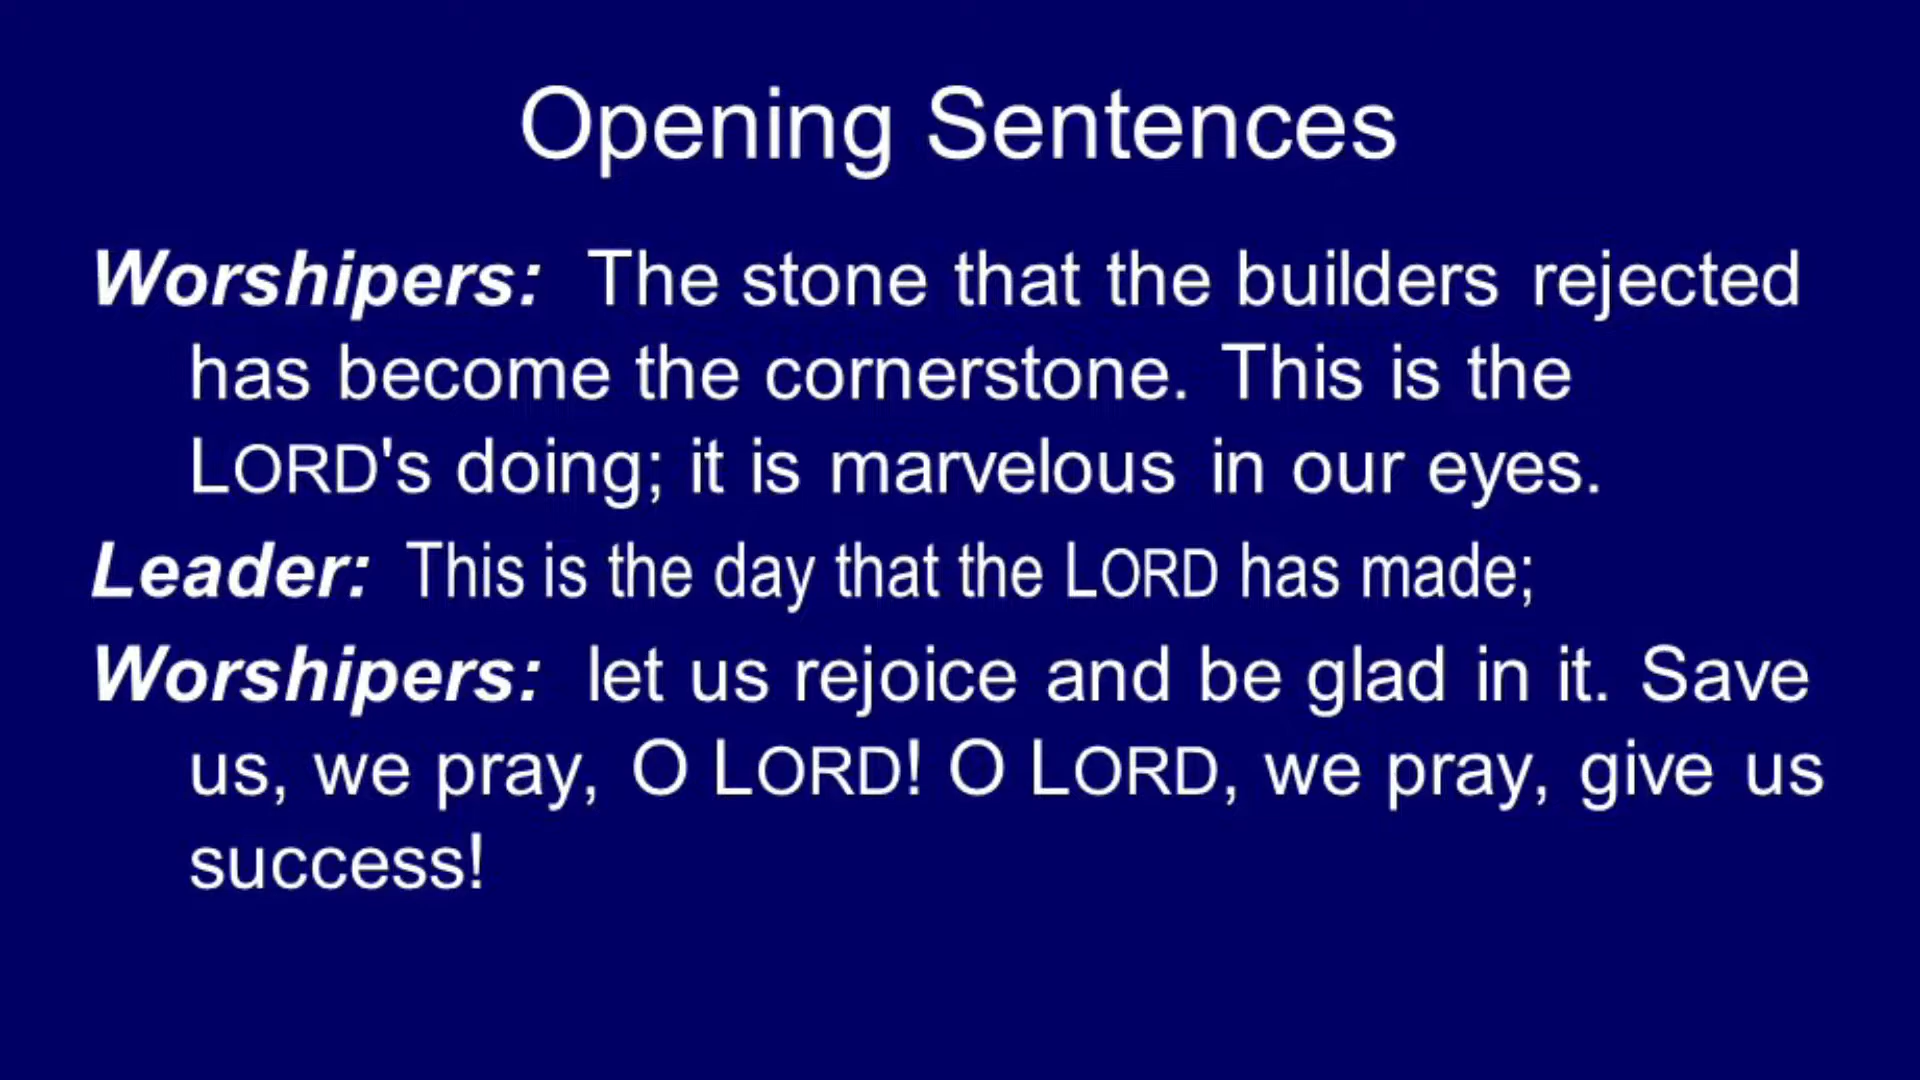 Opening Sentences
Worshipers: The stone that the builders rejected
has become the cornerstone. This is the
LORD's doing; it is marvelous in our eyes.
Leader: This is the day that the LORD has made;
Worshipers: let us rejoice and be glad in it. Save
us, we pray, O LORD! O LORD, we pray, give us
success!